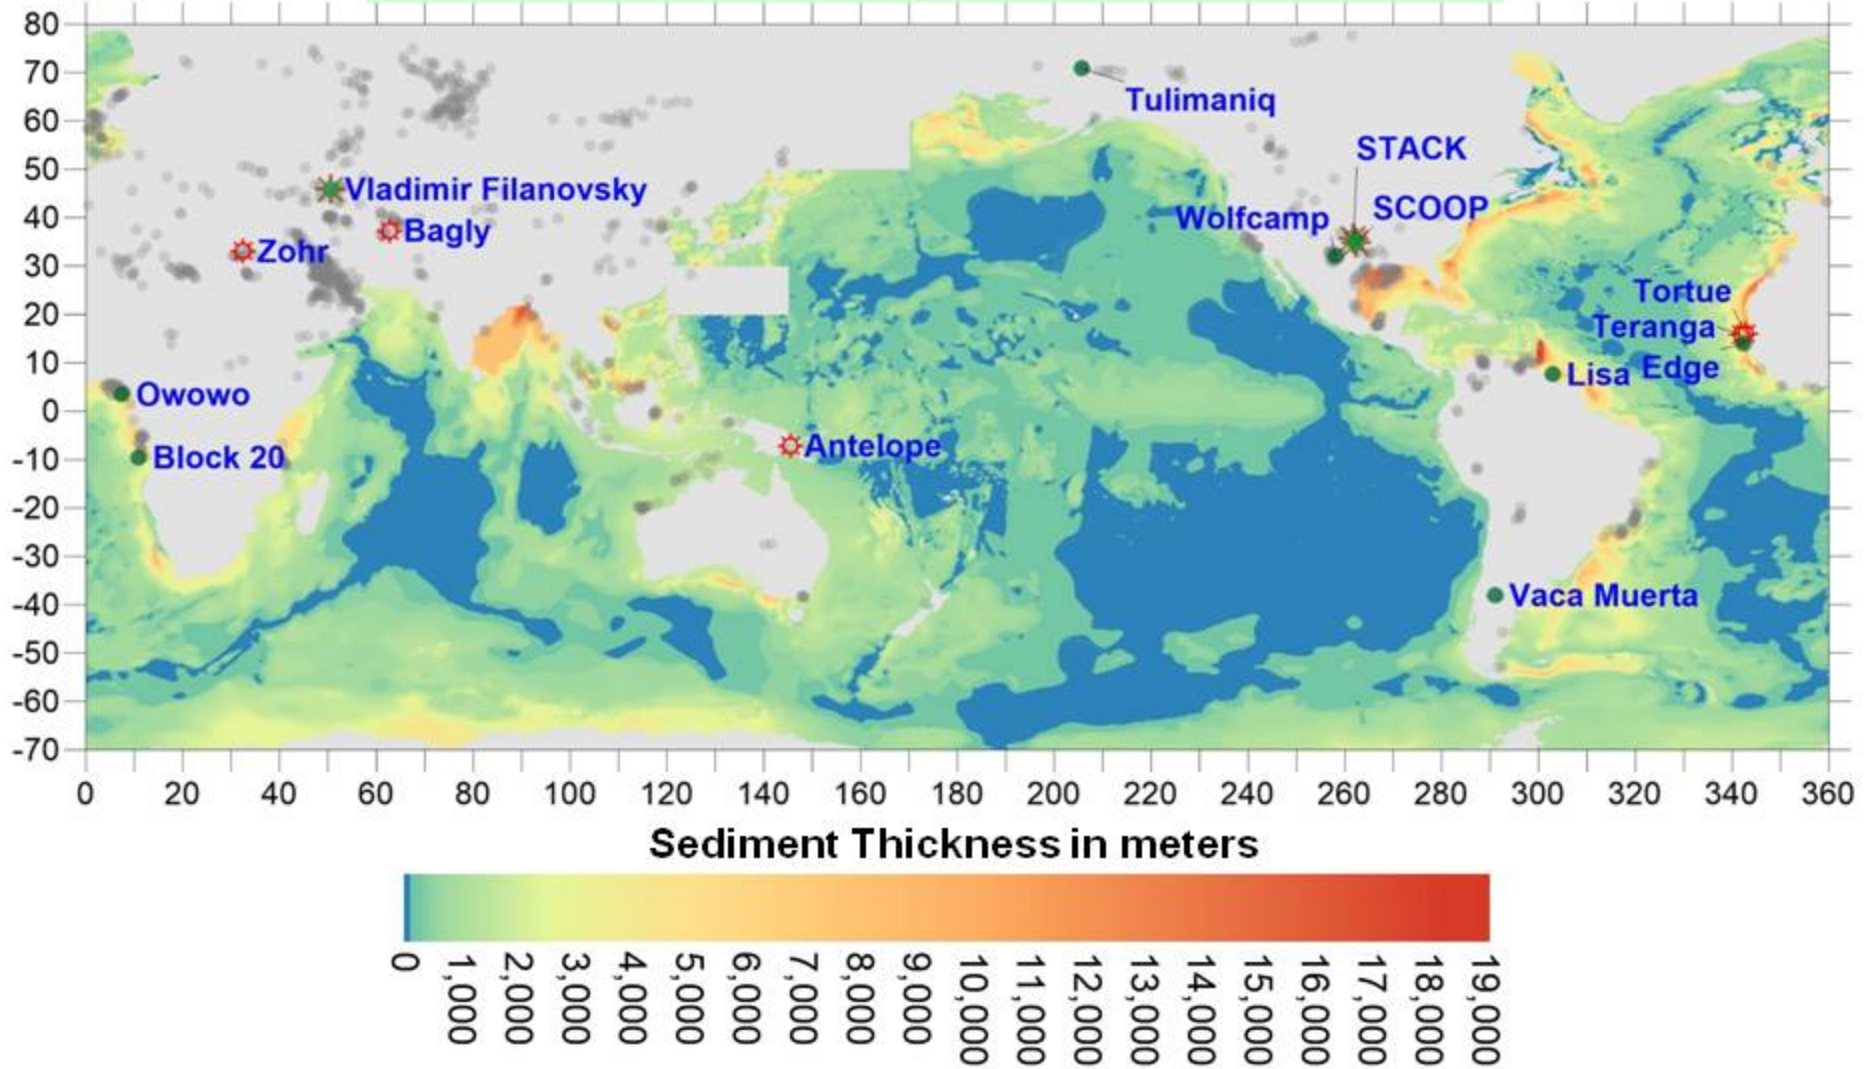 80
70
60
50
40
30
20
10
0
-10
-20
-30
-40
-50
-60
-70
Tulimaniq
STACK
Vladimir Filanovsky
SCOOP
Wolfcamp
Bagly
Zohr
Tortue
Teranga
Edge
Lisa
Owowo
Antelope
Block 20
Vaca Muerta
0 20 40 60 80 100 120 140 160 180 200 220 240 260 280 300 320 340 360
Sediment Thickness in meters
0 1,000 2,000 3,000 4,000 5,000 6,000 7,000 8,000 9,000 10,000 11,000 12,000 13,000 14,000 15,000 16,000 17,000 18,000 19,000